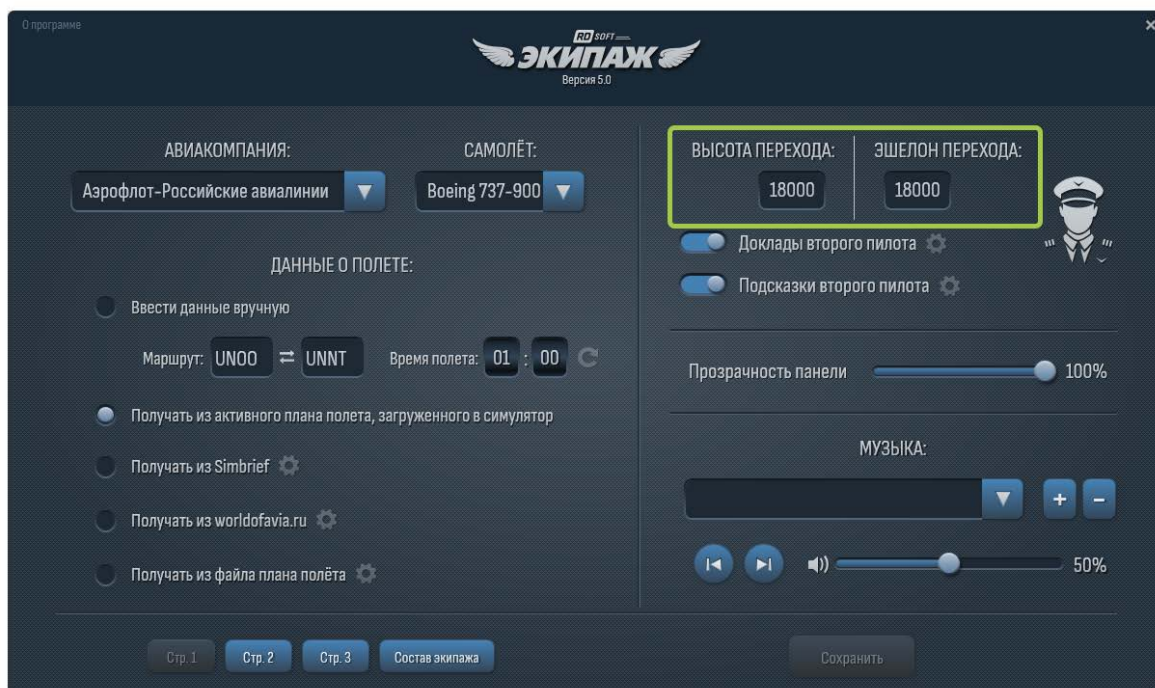 О программе
RD SOFT
ЭКИПАЖ
Версия 5.0
АВИАКОМПАНИЯ:
САМОЛЁТ:
Аэрофлот-Российские авиалинии
Boeing 737-900
ДАННЫЕ О ПОЛЕТЕ:
Ввести данные вручную
Маршрут: UNOO ⇄ UNNT Время полета: 01 : 00
Получать из активного плана полета, загруженного в симулятор
Получать из Simbrief
Получать из worldofavia.ru
Получать из файла плана полёта
ВЫСОТА ПЕРЕХОДА:
ЭШЕЛОН ПЕРЕХОДА:
18000
18000
Доклады второго пилота
Подсказки второго пилота
Прозрачность панели 100%
МУЗЫКА:
+ -
50%
Стр. 1 Стр. 2 Стр. 3 Состав экипажа
Сохранить